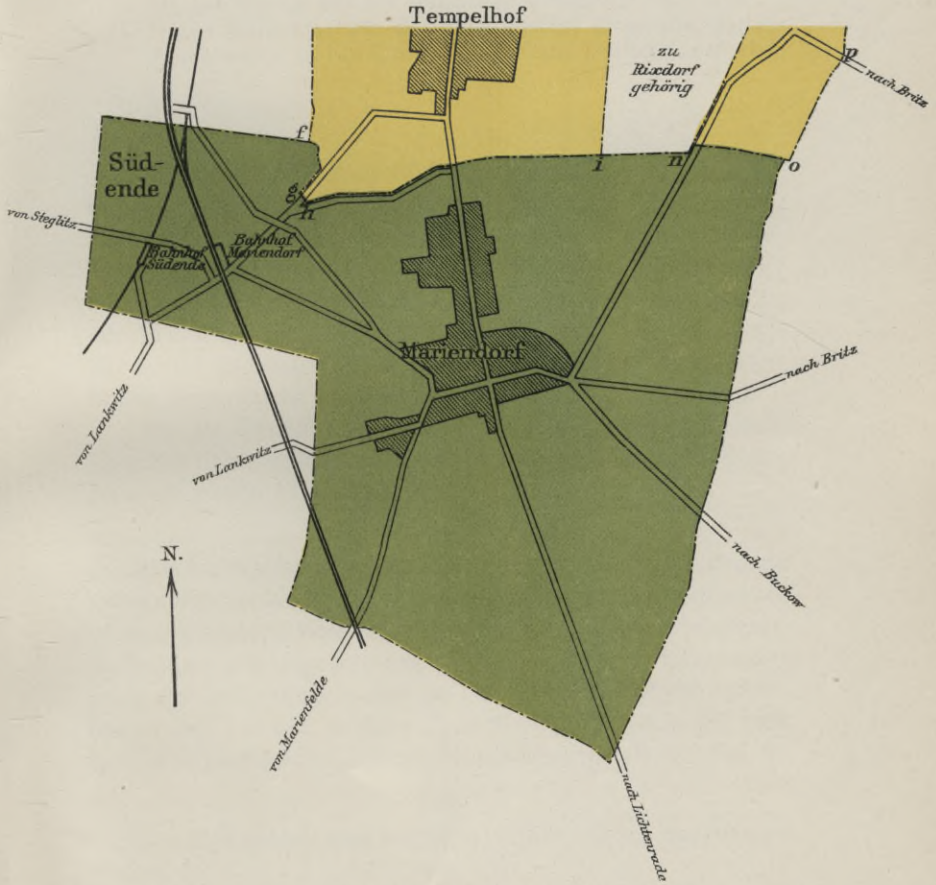 Tempelhof
zu
Rixdorf
gehörig
p
nach Britz
f
Süd-
ende
g
h
i
n
o
von Steglitz
Bahnhof
Südende
Bahnhof
Mariendorf
Mariendorf
nach Britz
von Lankwitz
von Lankwitz
N.
nach Buckow
von Marienfelde
nach Lichtenrade